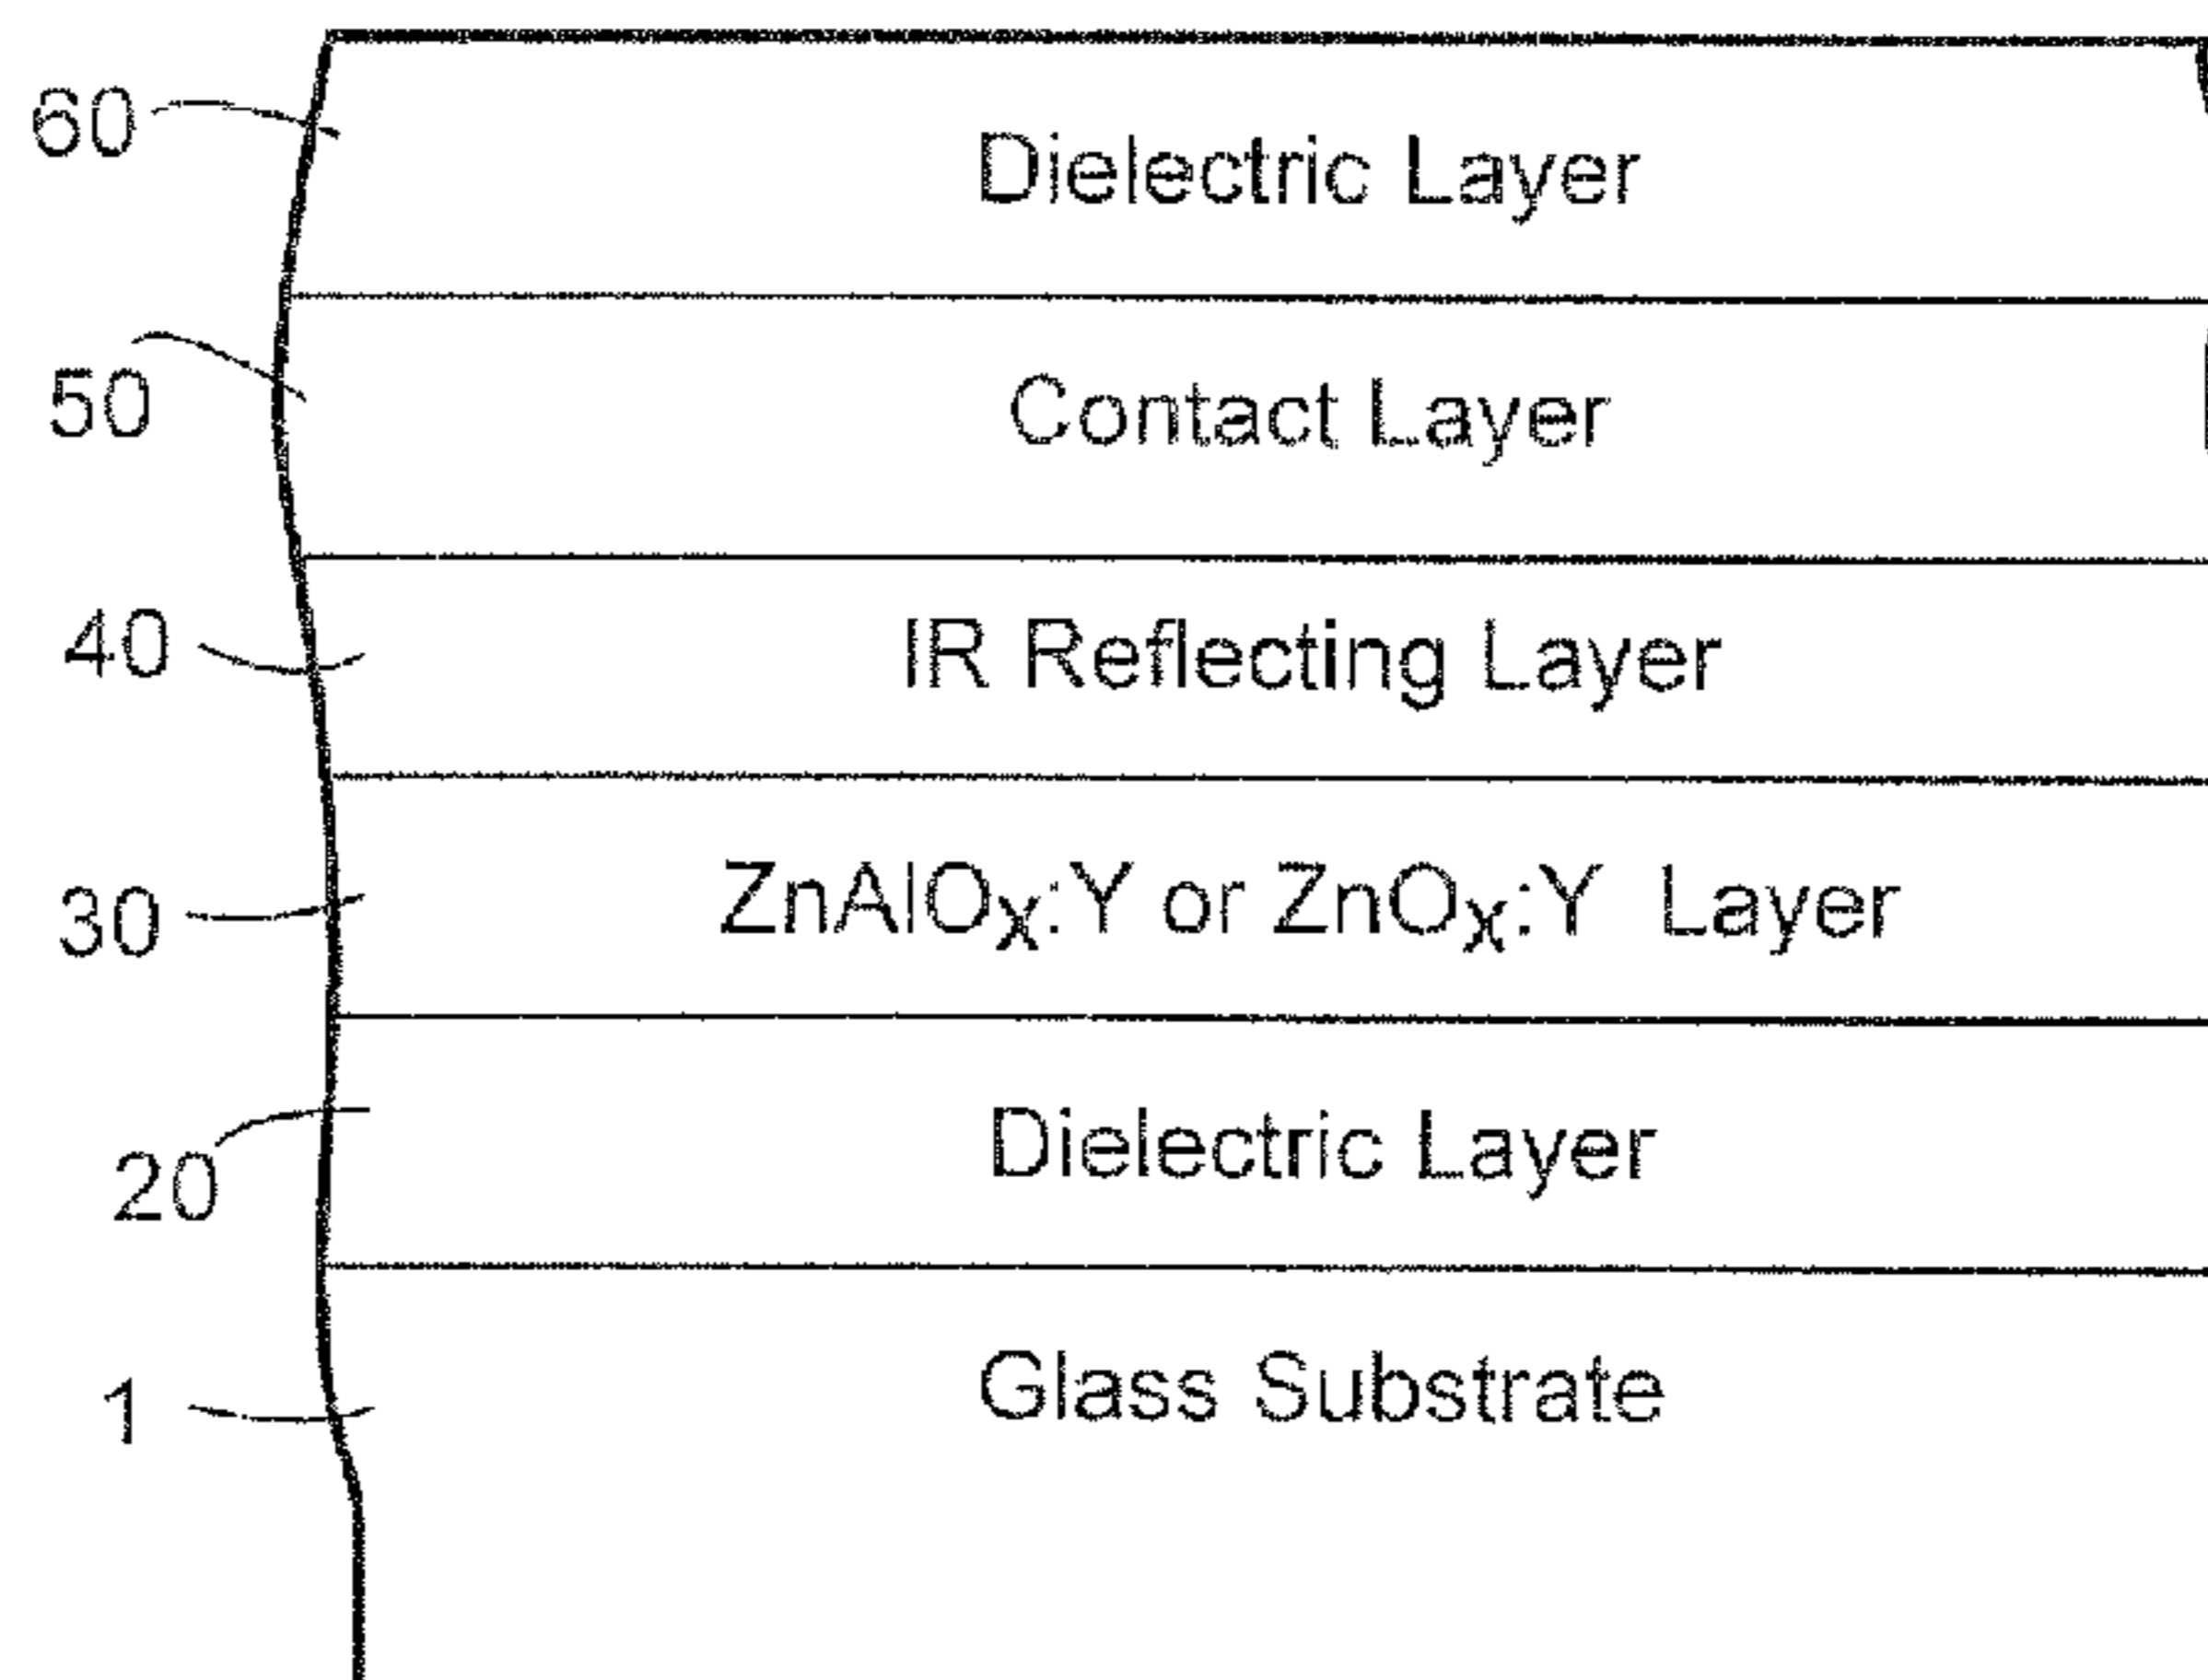 60 Dielectric Layer
50 Contact Layer
40 IR Reflecting Layer
30 ZnAlOx:Y or ZnOx:Y Layer
20 Dielectric Layer
1 Glass Substrate